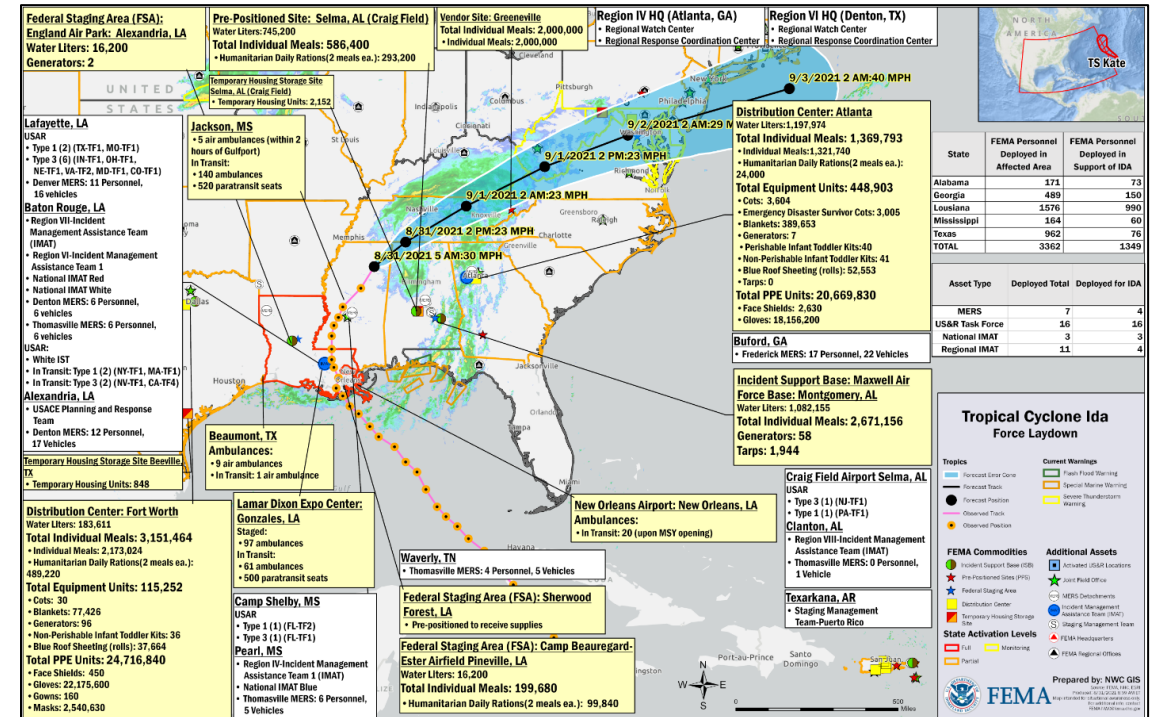 Federal Staging Area (FSA):
England Air Park: Alexandria, LA
Water Liters: 16,200
Generators: 2
Pre-Positioned Site: Selma, AL (Craig Field)
Water Liters:745,200
Total Individual Meals: 586,400
• Humanitarian Daily Rations(2 meals ea.): 293,200
Temporary Housing Storage Site
Selma, AL (Craig Field)
• Temporary Housing Units: 2,152
Vendor Site: Greeneville
Total Individual Meals: 2,000,000
• Individual Meals: 2,000,000
Region IV HQ (Atlanta, GA)
• Regional Watch Center
• Regional Response Coordination Center
Region VI HQ (Denton, TX)
• Regional Watch Center
• Regional Response Coordination Center
NORTH
AMERICA
TS Kate
UNITED
STATES
Lafayette, LA
USAR
• Type 1 (2) (TX-TF1, MO-TF1)
• Type 3 (6) (IN-TF1, OH-TF1,
NE-TF1, VA-TF2, MD-TF1, CO-TF1)
• Denver MERS: 11 Personnel,
16 vehicles
Baton Rouge, LA
• Region VII-Incident
Management Assistance Team
(IMAT)
• Region VI-Incident Management
Assistance Team 1
• National IMAT Red
• National IMAT White
• Denton MERS: 6 Personnel,
6 vehicles
• Thomasville MERS: 6 Personnel,
6 vehicles
USAR:
• White IST
• In Transit: Type 1 (2) (NY-TF1, MA-TF1)
• In Transit: Type 3 (2) (NV-TF1, CA-TF4)
Alexandria, LA
• USACE Planning and Response
Team
• Denton MERS: 12 Personnel,
17 Vehicles
Temporary Housing Storage Site Beeville,
TX
• Temporary Housing Units: 848
Distribution Center: Fort Worth
Water Liters: 183,611
Total Individual Meals: 3,151,464
• Individual Meals: 2,173,024
• Humanitarian Daily Rations(2 meals ea.):
489,220
Total Equipment Units: 115,252
• Cots: 30
• Blankets: 77,426
• Generators: 96
• Non-Perishable Infant Toddler Kits: 36
• Blue Roof Sheeting (rolls): 37,664
Total PPE Units: 24,716,840
• Face Shields: 450
• Gloves: 22,175,600
• Gowns: 160
• Masks: 2,540,630
Jackson, MS
• 5 air ambulances (within 2
hours of Gulfport)
In Transit:
• 140 ambulances
• 520 paratransit seats
Beaumont, TX
Ambulances:
• 9 air ambulances
• In Transit: 1 air ambulance
Lamar Dixon Expo Center:
Gonzales, LA
Staged:
• 97 ambulances
In Transit:
• 61 ambulances
• 500 paratransit seats
Camp Shelby, MS
USAR
• Type 1 (1) (FL-TF2)
• Type 3 (1) (FL-TF1)
Pearl, MS
• Region IV-Incident Management
Assistance Team 1 (IMAT)
• National IMAT Blue
• Thomasville MERS: 6 Personnel,
5 Vehicles
Waverly, TN
• Thomasville MERS: 4 Personnel, 5 Vehicles
Federal Staging Area (FSA): Sherwood
Forest, LA
• Pre-positioned to receive supplies
Federal Staging Area (FSA): Camp Beauregard-
Ester Airfield Pineville, LA
Water Liters: 16,200
Total Individual Meals: 199,680
• Humanitarian Daily Rations(2 meals ea.): 99,840
New Orleans Airport: New Orleans, LA
Ambulances:
• In Transit: 20 (upon MSY opening)
9/3/2021 2 AM:40 MPH
9/2/2021 2 AM:29 M
9/1/2021 2 PM:23 MPH
9/1/2021 2 AM:23 MPH
8/31/2021 2 PM:23 MPH
8/31/2021 5 AM:30 MPH
Cleveland
Pittsburgh
New York
Philadelphia
Columbus
Cincinnati
St Louis
Louisville
Richmond
Norfolk
Nashville
Knoxville
Greensboro
Raleigh
Memphis
Charlotte
Greenville
Atlanta
Dallas
Houston
Jacksonville
Orlando
Tampa
Miami
Havana
Port-au-Prince
Santo
Domingo
San Juan
Distribution Center: Atlanta
Water Liters: 1,197,974
Total Individual Meals: 1,369,793
• Individual Meals:1,321,740
• Humanitarian Daily Rations(2 meals ea.):
24,000
Total Equipment Units: 448,903
• Cots: 3,604
• Emergency Disaster Survivor Cots: 3,005
• Blankets: 389,653
• Generators: 7
• Perishable Infant Toddler Kits:40
• Non-Perishable Infant Toddler Kits: 41
• Blue Roof Sheeting (rolls): 52,553
• Tarps: 0
Total PPE Units: 20,669,830
• Face Shields: 2,630
• Gloves: 18,156,200
Buford, GA
• Frederick MERS: 17 Personnel, 22 Vehicles
Incident Support Base: Maxwell Air
Force Base: Montgomery, AL
Water Liters: 1,082,155
Total Individual Meals: 2,671,156
Generators: 58
Tarps: 1,944
Craig Field Airport Selma, AL
USAR
• Type 3 (1) (NJ-TF1)
• Type 1 (1) (PA-TF1)
Clanton, AL
• Region VIII-Incident Management
Assistance Team (IMAT)
• Thomasville MERS: 0 Personnel,
1 Vehicle
Texarkana, AR
• Staging Management
Team-Puerto Rico
State FEMA Personnel Deployed in Affected Area FEMA Personnel Deployed in Support of IDA
Alabama 171 73
Georgia 489 150
Lousiana 1576 990
Mississippi 164 60
Texas 962 76
TOTAL 3362 1349
Asset Type Deployed Total Deployed for IDA
MERS 7 4
US&R Task Force 16 16
National IMAT 3 3
Regional IMAT 11 4
Tropical Cyclone Ida
Force Laydown
Tropics
Forecast Error Cone
Forecast Track
Forecast Position
Observed Track
Observed Position
Current Warnings
Flash Flood Warning
Special Marine Warning
Severe Thunderstorm
Warning
FEMA Commodities
Incident Support Base (ISB)
Pre-Positioned Sites (PPS)
Federal Staging Area
Distribution Center
Temporary Housing Storage
Site
State Activation Levels
Full
Monitoring
Partial
Additional Assets
Activated US&R Locations
Joint Field Office
MERS Detachments
Incident Management
Assistance Team (IMAT)
Staging Management Team
FEMA Headquarters
FEMA Regional Offices
N
W
E
S
0
500
Miles
FEMA
Prepared by: NWC GIS